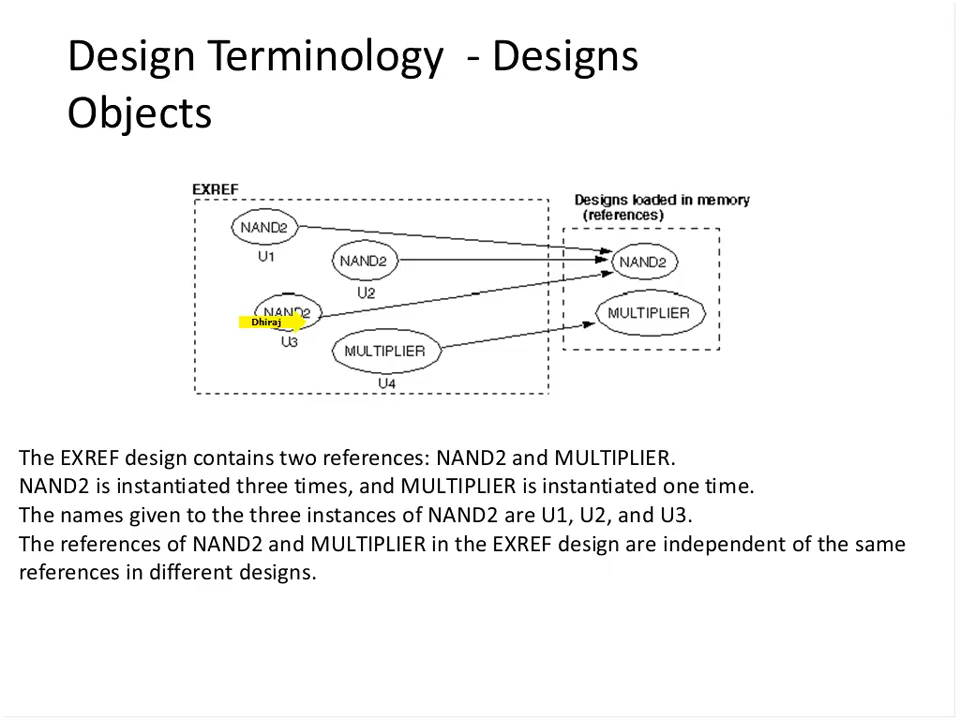 Design Terminology - Designs
Objects
EXREF
Designs loaded in memory
(references)
NAND2
U1
NAND2
U2
NAND2
NAND2
Dhiraj
U3
MULTIPLIER
MULTIPLIER
U4
The EXREF design contains two references: NAND2 and MULTIPLIER.
NAND2 is instantiated three times, and MULTIPLIER is instantiated one time.
The names given to the three instances of NAND2 are U1, U2, and U3.
The references of NAND2 and MULTIPLIER in the EXREF design are independent of the same
references in different designs.